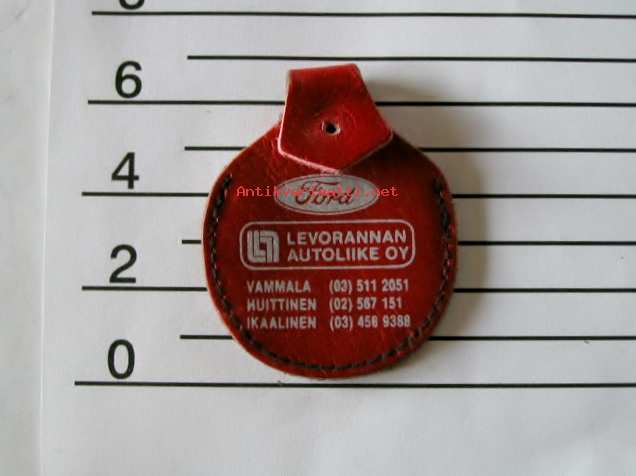 6
4
Antikvariaatio.net
Ford
LEVORANNAN
AUTOLIIKE OY
2
VAMMALA (03) 511 2051
HUITTINEN (02) 567 151
IKAALINEN (03) 458 9388
0